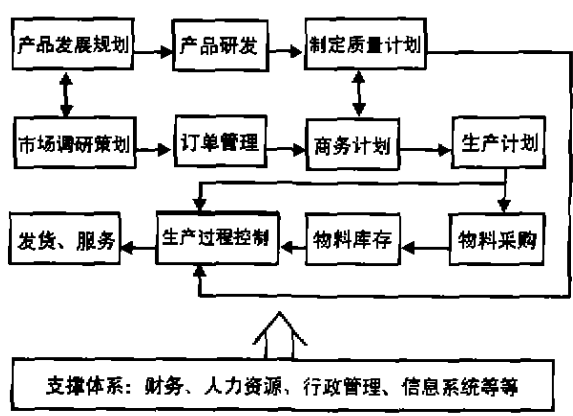 产品发展规划
产品研发
制定质量计划
市场调研策划
订单管理
商务计划
生产计划
发货、服务
生产过程控制
物料库存
物料采购
支撑体系：财务、人力资源、行政管理、信息系统等等